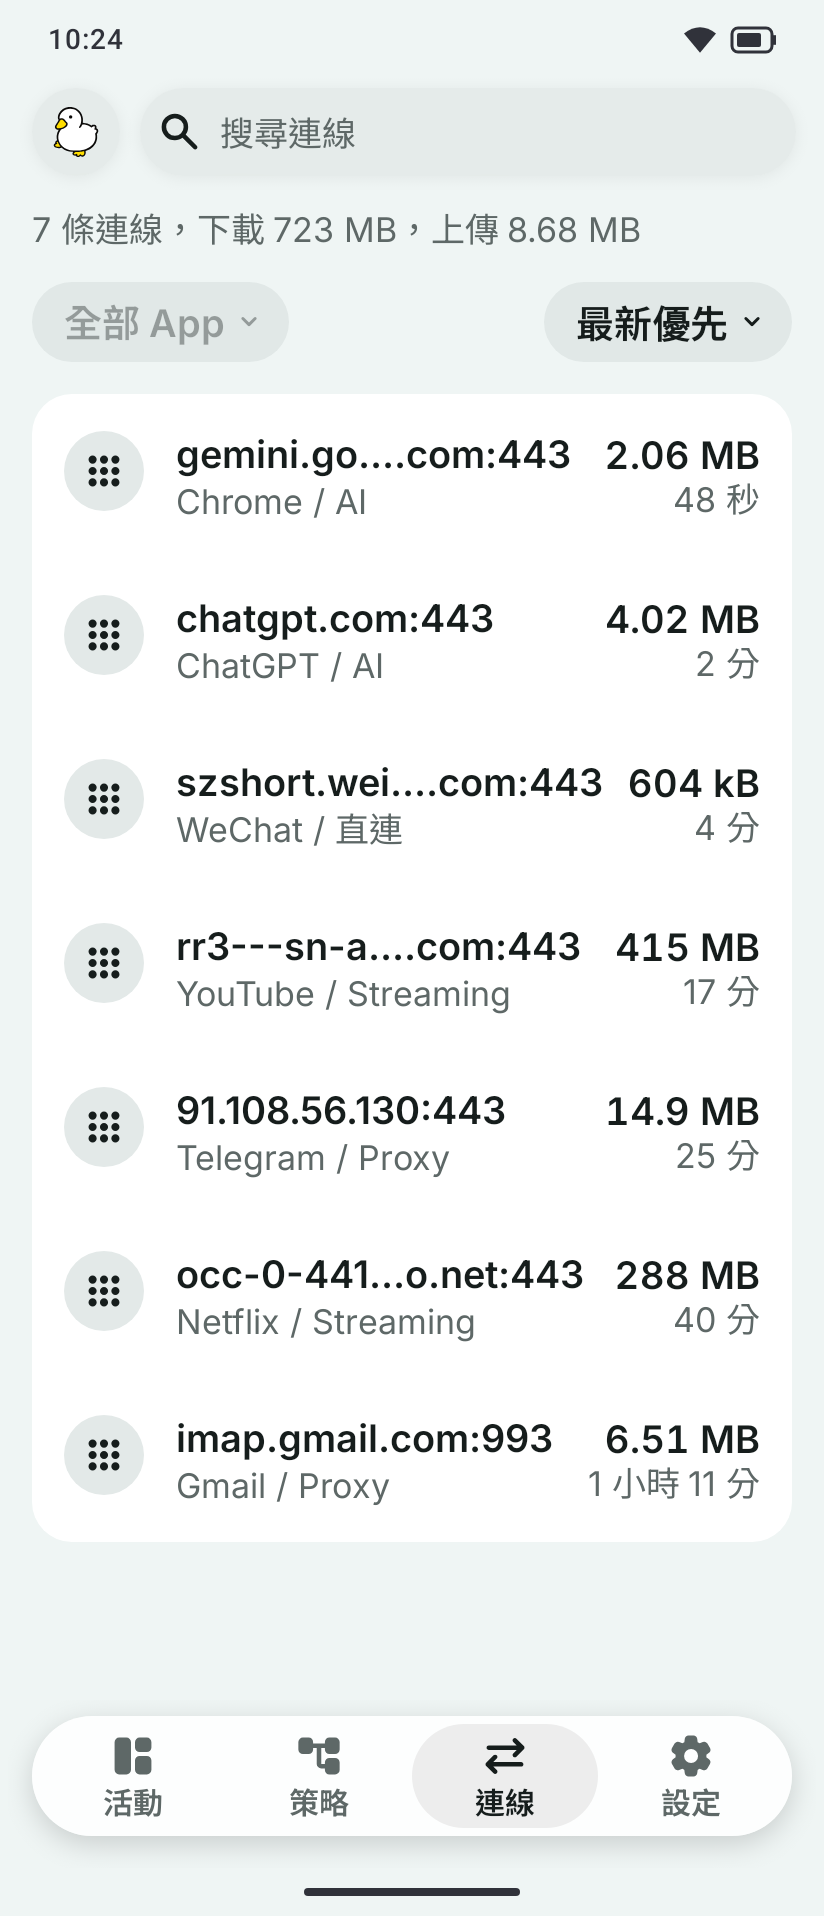 10:24
搜尋連線
7 條連線，下載 723 MB，上傳 8.68 MB
全部 App
最新優先
gemini.go....com:443 2.06 MB
Chrome / AI 48 秒
chatgpt.com:443 4.02 MB
ChatGPT / AI 2 分
szshort.wei....com:443 604 kB
WeChat / 直連 4 分
rr3---sn-a....com:443 415 MB
YouTube / Streaming 17 分
91.108.56.130:443 14.9 MB
Telegram / Proxy 25 分
occ-0-441...o.net:443 288 MB
Netflix / Streaming 40 分
imap.gmail.com:993 6.51 MB
Gmail / Proxy 1 小時 11 分
活動 策略 連線 設定